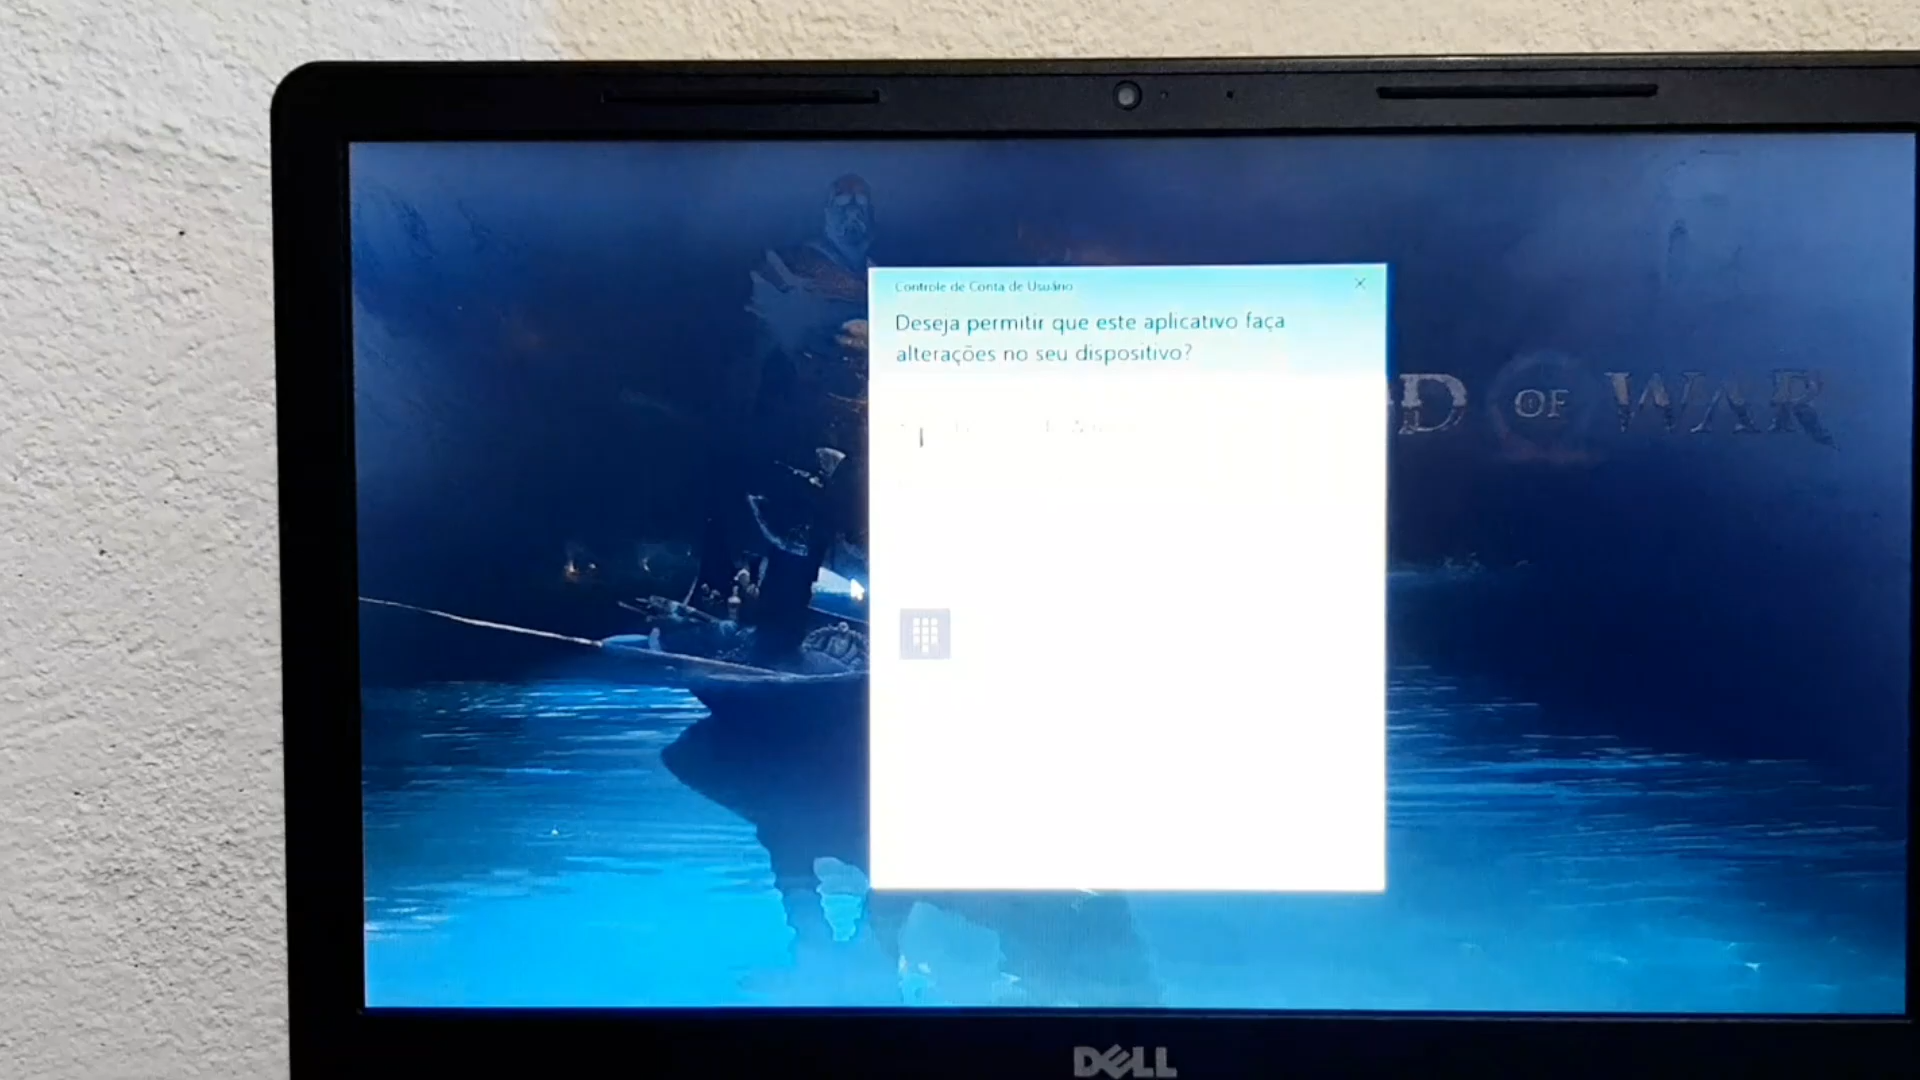 Controle de Conta de Usuário
Deseja permitir que este aplicativo faça
alterações no seu dispositivo?
OF WAR
DELL